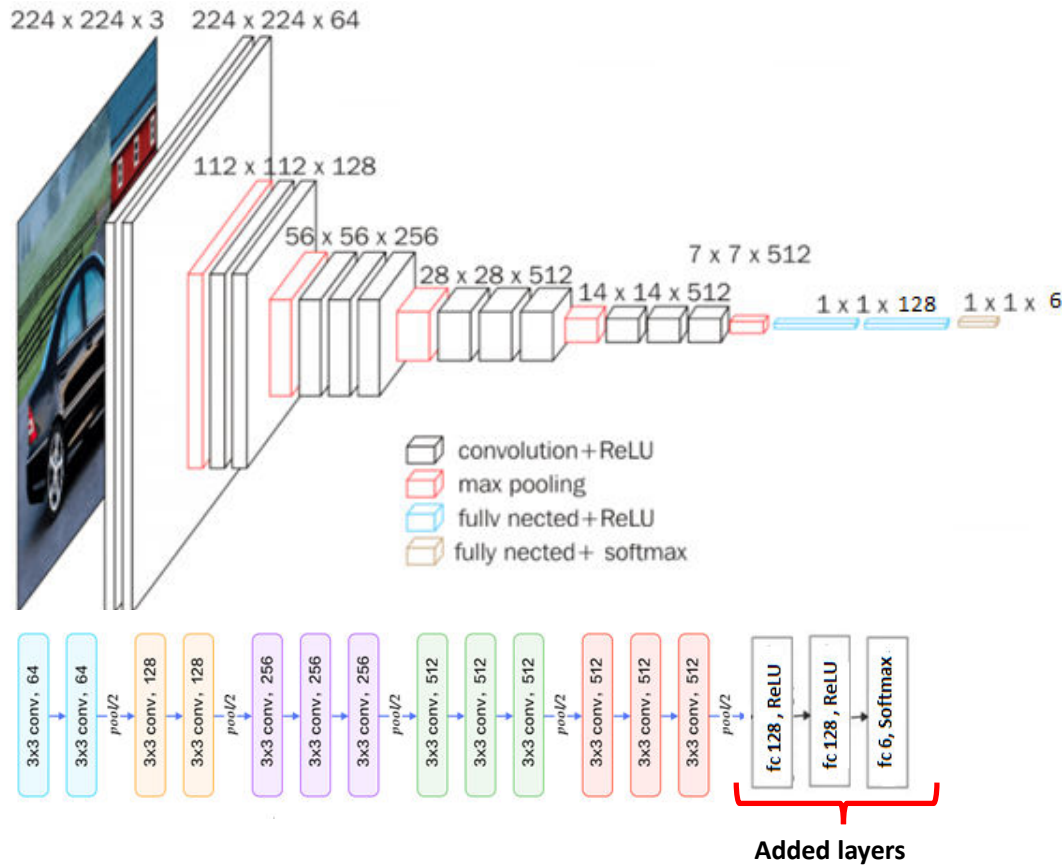 224 x 224 x 3
224 x 224 x 64
112 x 112 x 128
56 x 56 x 256
28 x 28 x 512
14 x 14 x 512
7 x 7 x 512
1 x 1 x 128
1 x 1 x 6
convolution+ReLU
max pooling
fully nected+ReLU
fully nected+ softmax
3x3 conv, 64
3x3 conv, 64
pool/2
3x3 conv, 128
3x3 conv, 128
pool/2
3x3 conv, 256
3x3 conv, 256
3x3 conv, 256
pool/2
3x3 conv, 512
3x3 conv, 512
3x3 conv, 512
pool/2
3x3 conv, 512
3x3 conv, 512
3x3 conv, 512
pool/2
fc 128 , ReLU
fc 128 , ReLU
fc 6, Softmax
Added layers